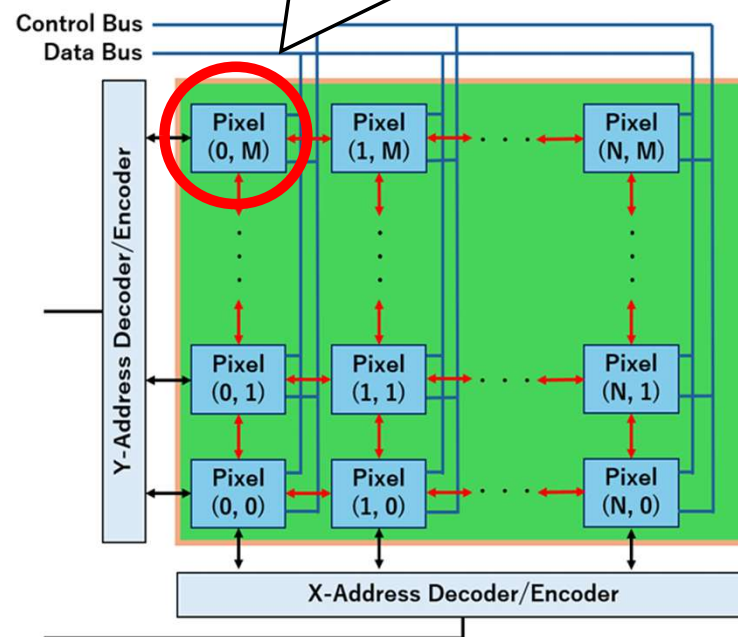 Control Bus
Data Bus
Pixel
(0, M)
Pixel
(1, M)
Pixel
(N, M)
Y-Address Decoder/Encoder
Pixel
(0, 1)
Pixel
(1, 1)
Pixel
(N, 1)
Pixel
(0, 0)
Pixel
(1, 0)
Pixel
(N, 0)
X-Address Decoder/Encoder